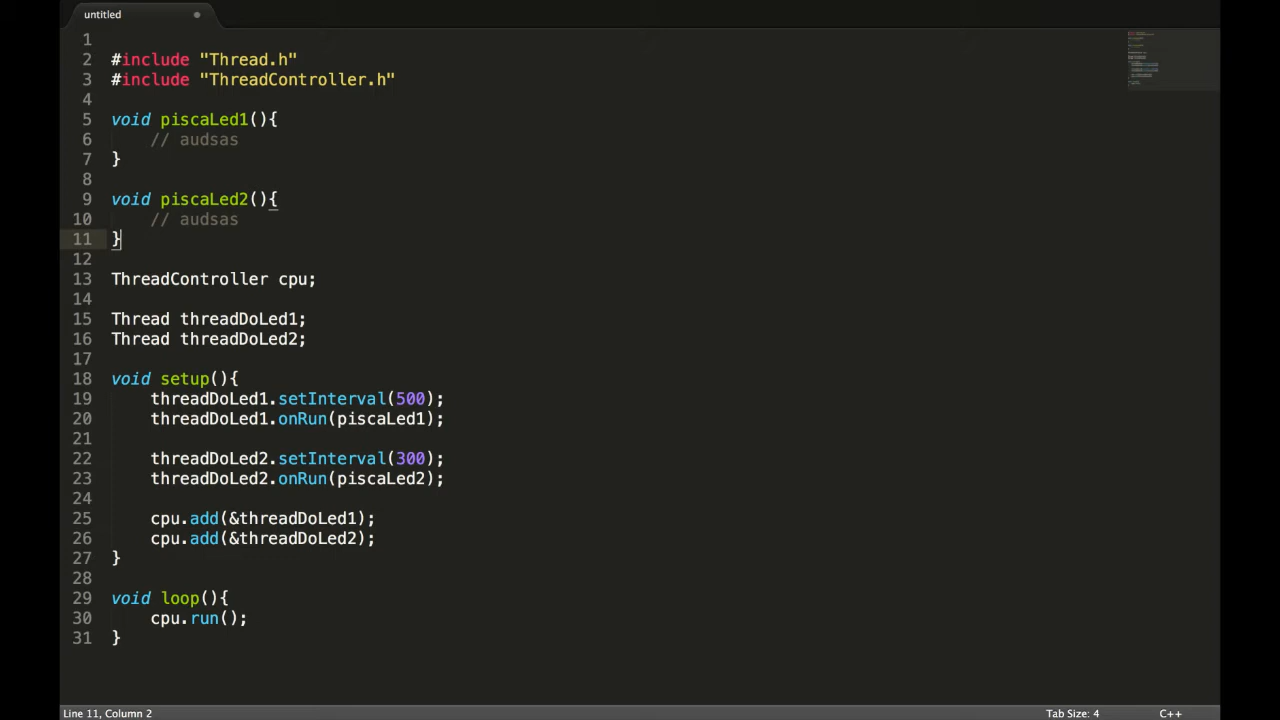 untitled
1
2 #include "Thread.h"
3 #include "ThreadController.h"
4
5 void piscaLed1(){
6 // audsas
7 }
8
9 void piscaLed2(){
10 // audsas
11 }
12
13 ThreadController cpu;
14
15 Thread threadDoLed1;
16 Thread threadDoLed2;
17
18 void setup(){
19 threadDoLed1.setInterval(500);
20 threadDoLed1.onRun(piscaLed1);
21
22 threadDoLed2.setInterval(300);
23 threadDoLed2.onRun(piscaLed2);
24
25 cpu.add(&threadDoLed1);
26 cpu.add(&threadDoLed2);
27 }
28
29 void loop(){
30 cpu.run();
31 }
Line 11, Column 2 Tab Size: 4 C++